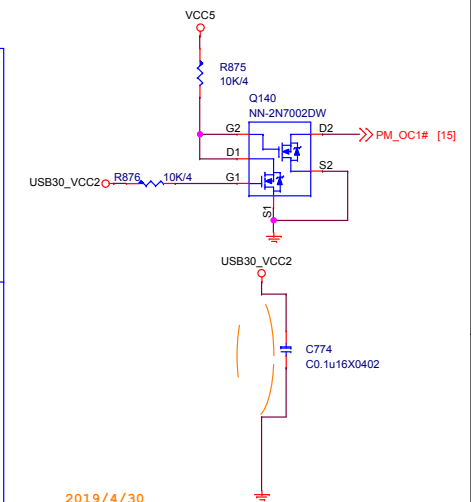 VCC5
R875
10K/4
Q140
NN-2N7002DW
G2
D2
PM_OC1# [15]
D1
S2
USB30_VCC2
R876
10K/4
G1
S1
USB30_VCC2
C774
C0.1u16X0402
2019/4/30